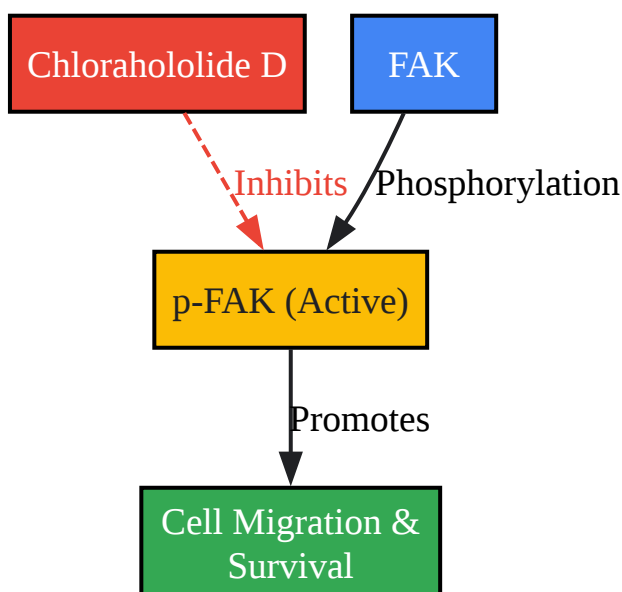 Chlorahololide D
FAK
Inhibits
Phosphorylation
p-FAK (Active)
Promotes
Cell Migration &
Survival